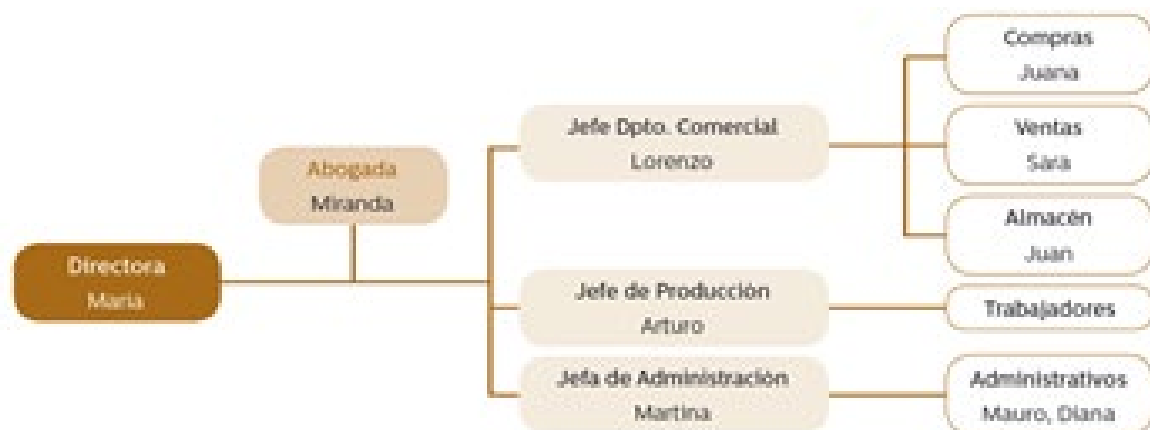 Directora
María
Abogada
Miranda
Jefe Dpto. Comercial
Lorenzo
Compras
Juana
Ventas
Sara
Almacén
Juan
Jefe de Producción
Arturo
Trabajadores
Jefa de Administración
Martina
Administrativos
Mauro, Diana